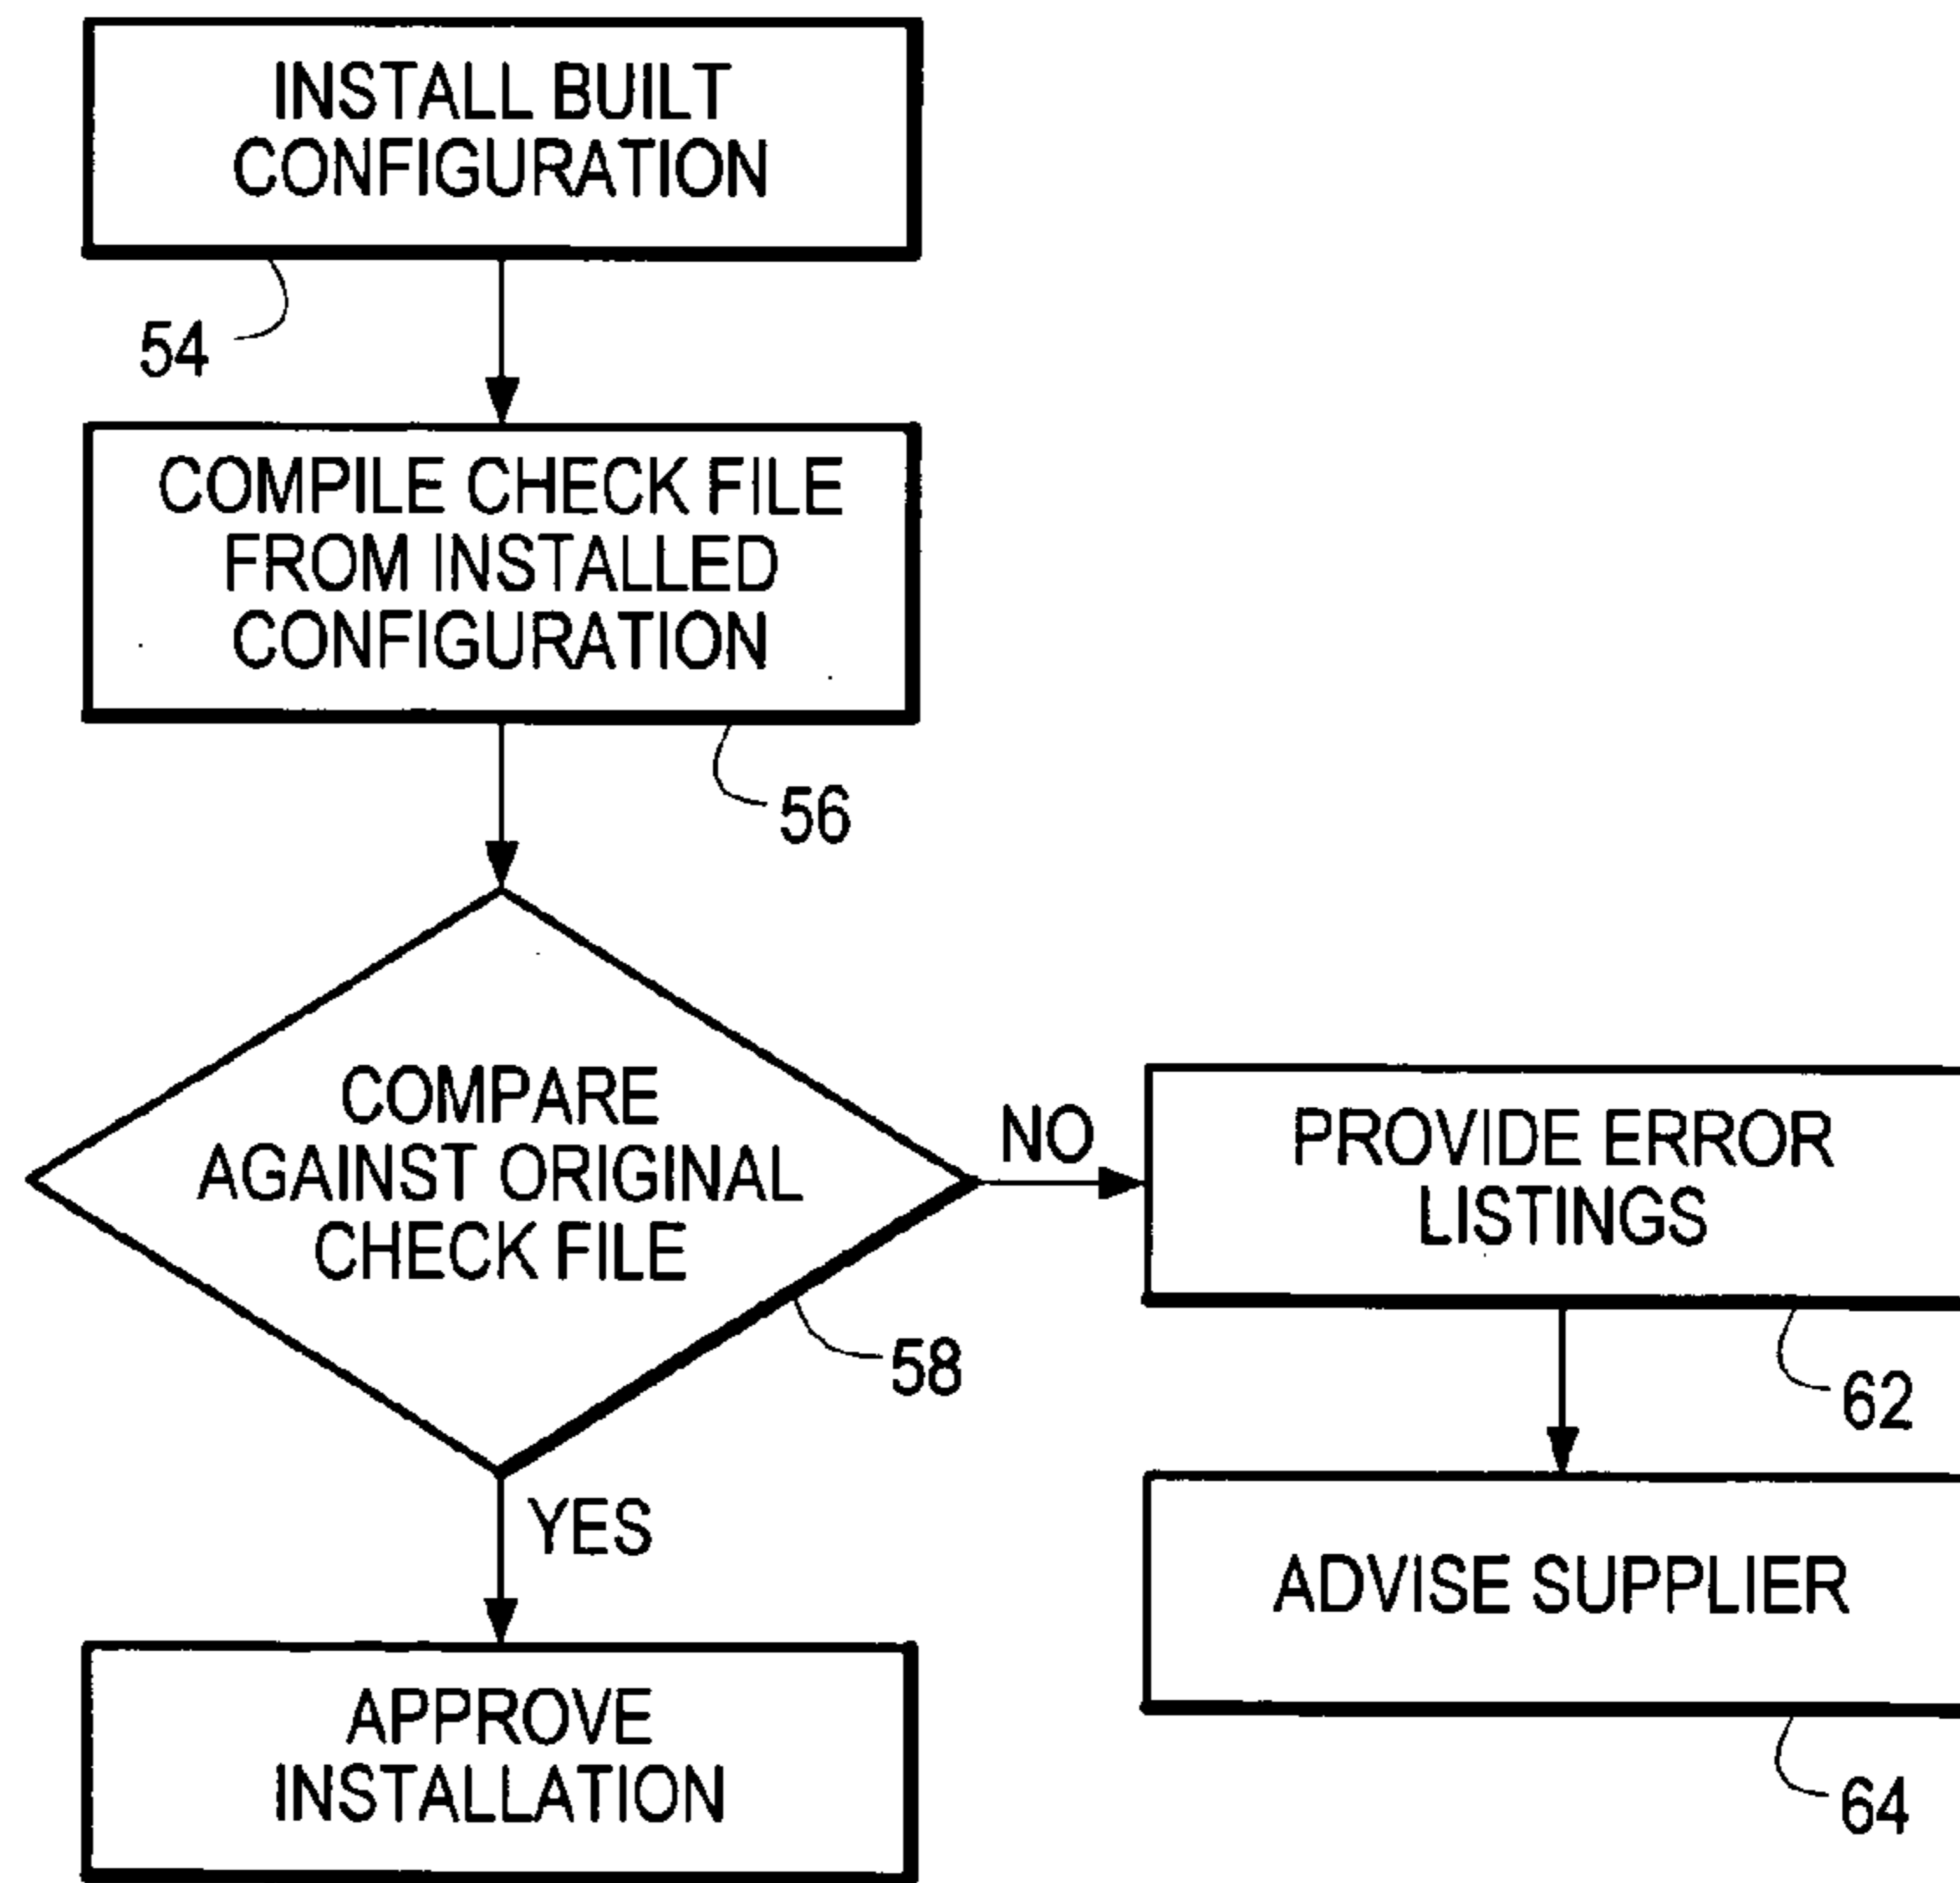 INSTALL BUILT
CONFIGURATION
54
COMPILE CHECK FILE
FROM INSTALLED
CONFIGURATION
56
COMPARE
AGAINST ORIGINAL
CHECK FILE
58
NO
PROVIDE ERROR
LISTINGS
62
YES
ADVISE SUPPLIER
64
APPROVE
INSTALLATION